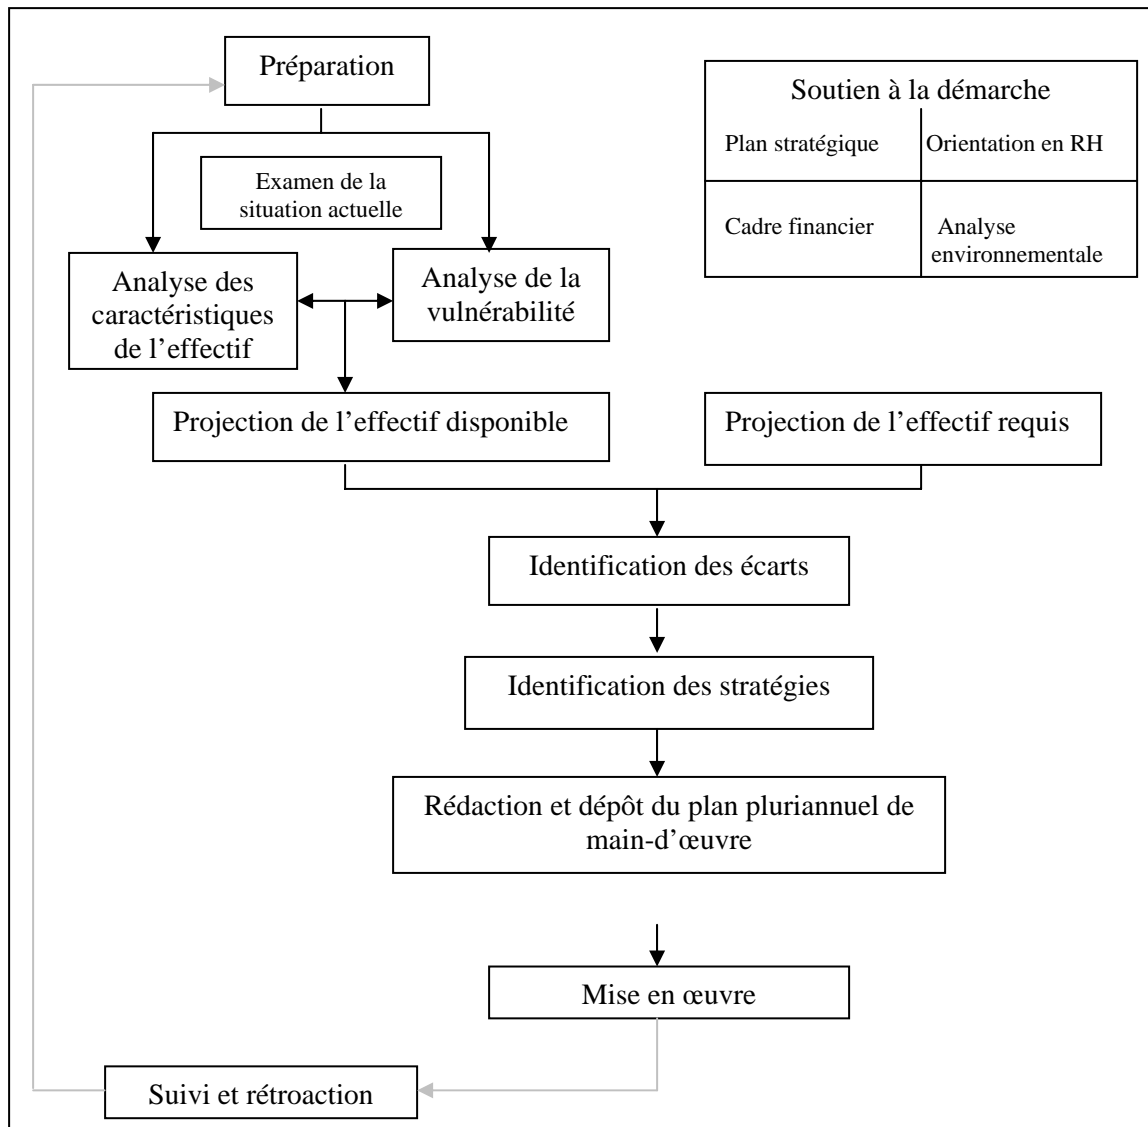 Préparation
Soutien à la démarche
Plan stratégique
Orientation en RH
Examen de la
situation actuelle
Cadre financier
Analyse
environnementale
Analyse des
caractéristiques
de l’effectif
Analyse de la
vulnérabilité
Projection de l’effectif disponible
Projection de l’effectif requis
Identification des écarts
Identification des stratégies
Rédaction et dépôt du plan pluriannuel de
main-d’œuvre
Mise en œuvre
Suivi et rétroaction